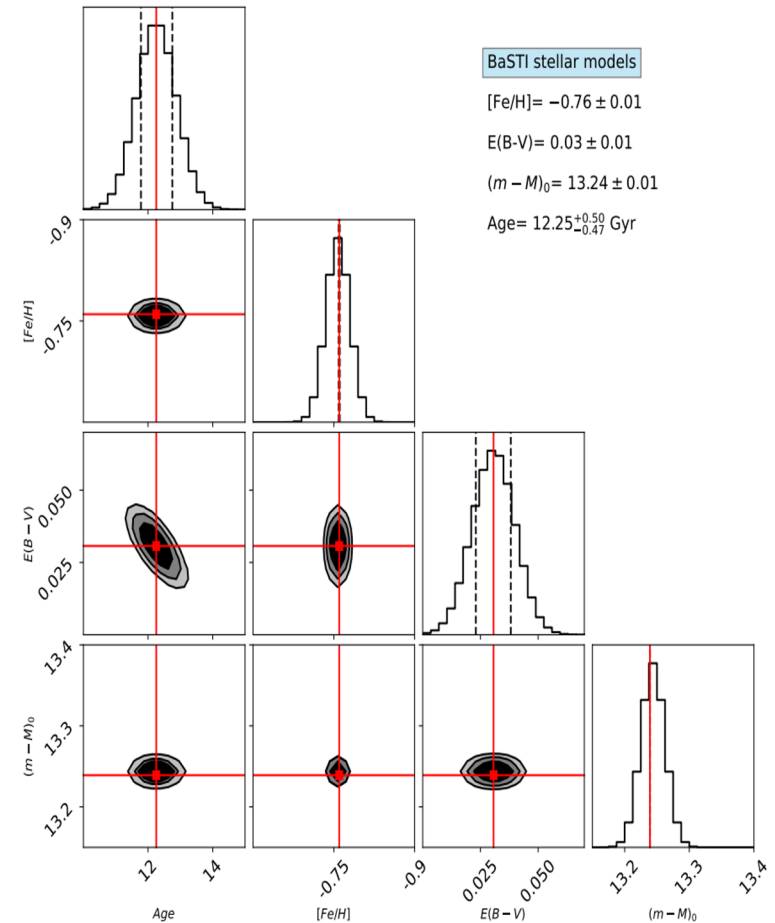 BaSTI stellar models
[Fe/H]= −0.76 ± 0.01
E(B-V)= 0.03 ± 0.01
(m − M)₀= 13.24 ± 0.01
Age= 12.25+0.50−0.47 Gyr
-0.9
-0.75
[Fe/H]
0.050
0.025
E(B − V)
13.4
13.3
13.2
(m − M)₀
12 14 -0.75 -0.9 0.025 0.050 13.2 13.3 13.4
Age [Fe/H] E(B − V) (m − M)₀